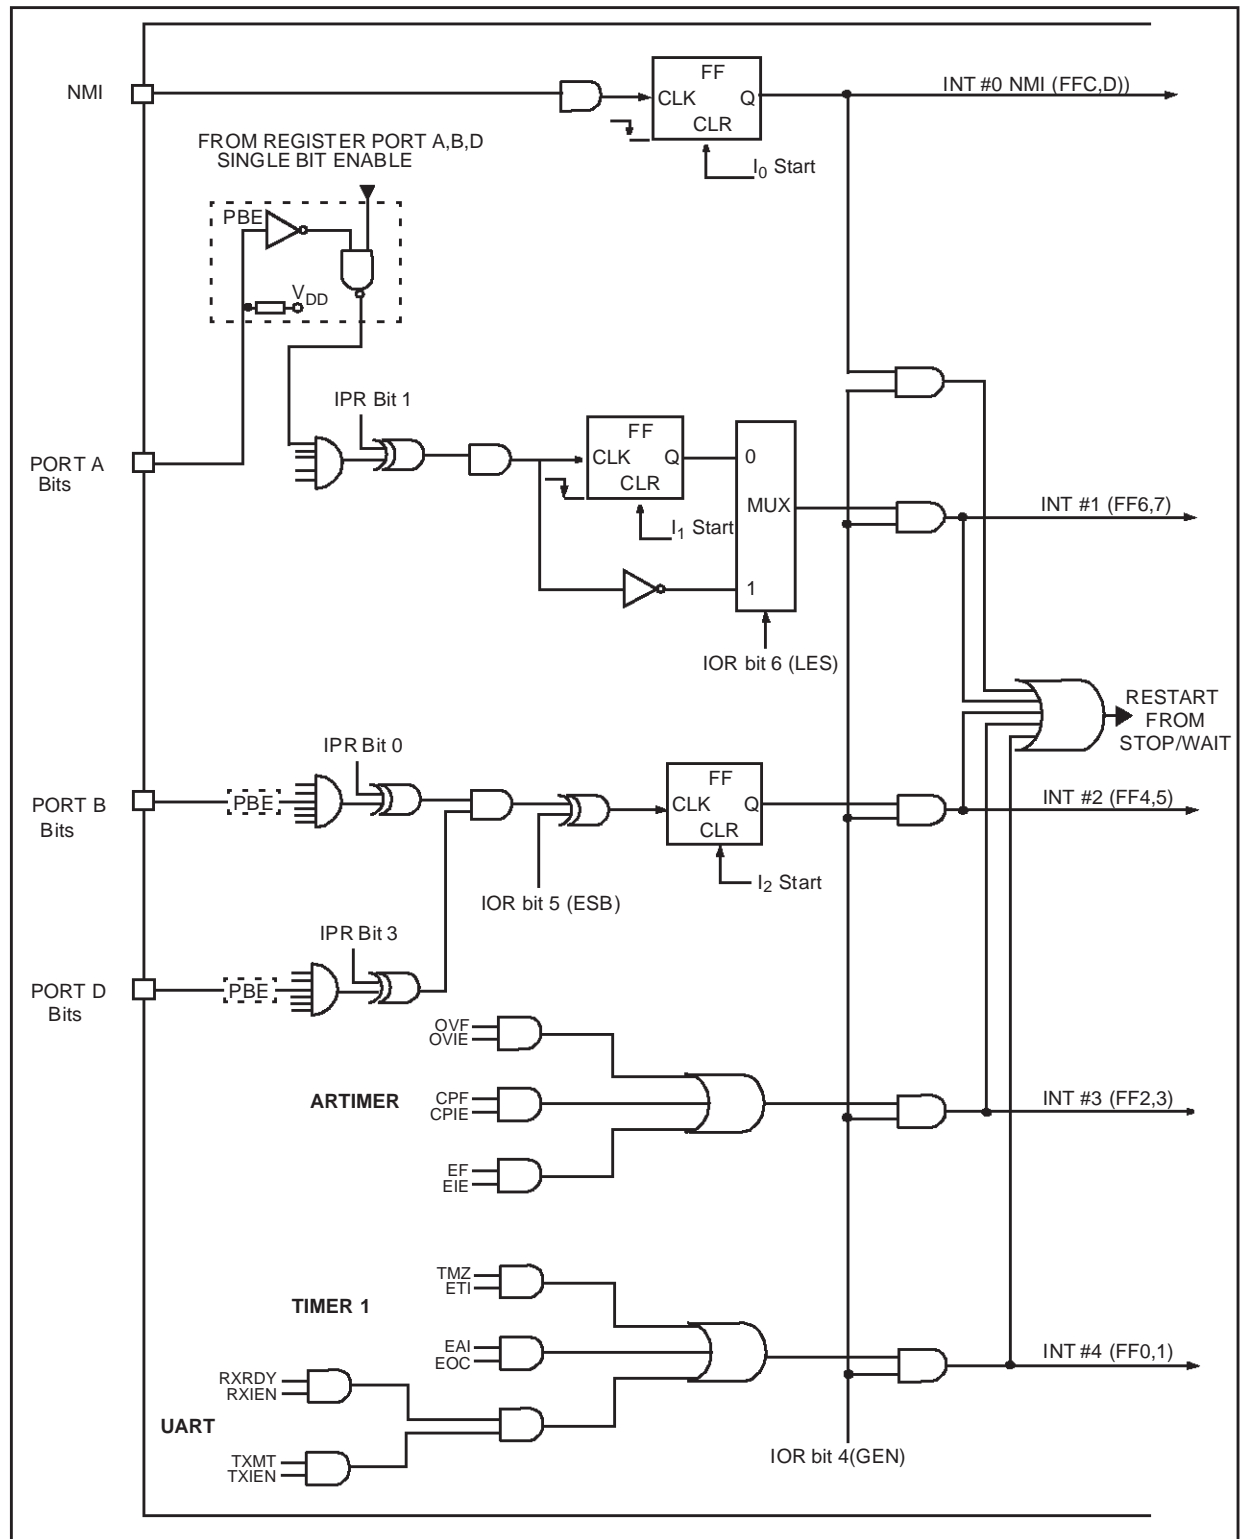 FF
NMI
CLK
Q
INT #0 NMI (FFC,D))
CLR
FROM REGISTER PORT A,B,D
SINGLE BIT ENABLE
I0 Start
PBE
VDD
IPR Bit 1
FF
PORT A
Bits
CLK
Q
0
CLR
MUX
INT #1 (FF6,7)
I1 Start
1
IOR bit 6 (LES)
RESTART
FROM
STOP/WAIT
IPR Bit 0
FF
PORT B
Bits
PBE
CLK
Q
INT #2 (FF4,5)
CLR
I2 Start
IOR bit 5 (ESB)
IPR Bit 3
PORT D
Bits
PBE
OVF
OVIE
ARTIMER
CPF
CPIE
INT #3 (FF2,3)
EF
EIE
TMZ
ETI
TIMER 1
EAI
EOC
INT #4 (FF0,1)
RXRDY
RXIEN
UART
TXMT
TXIEN
IOR bit 4(GEN)